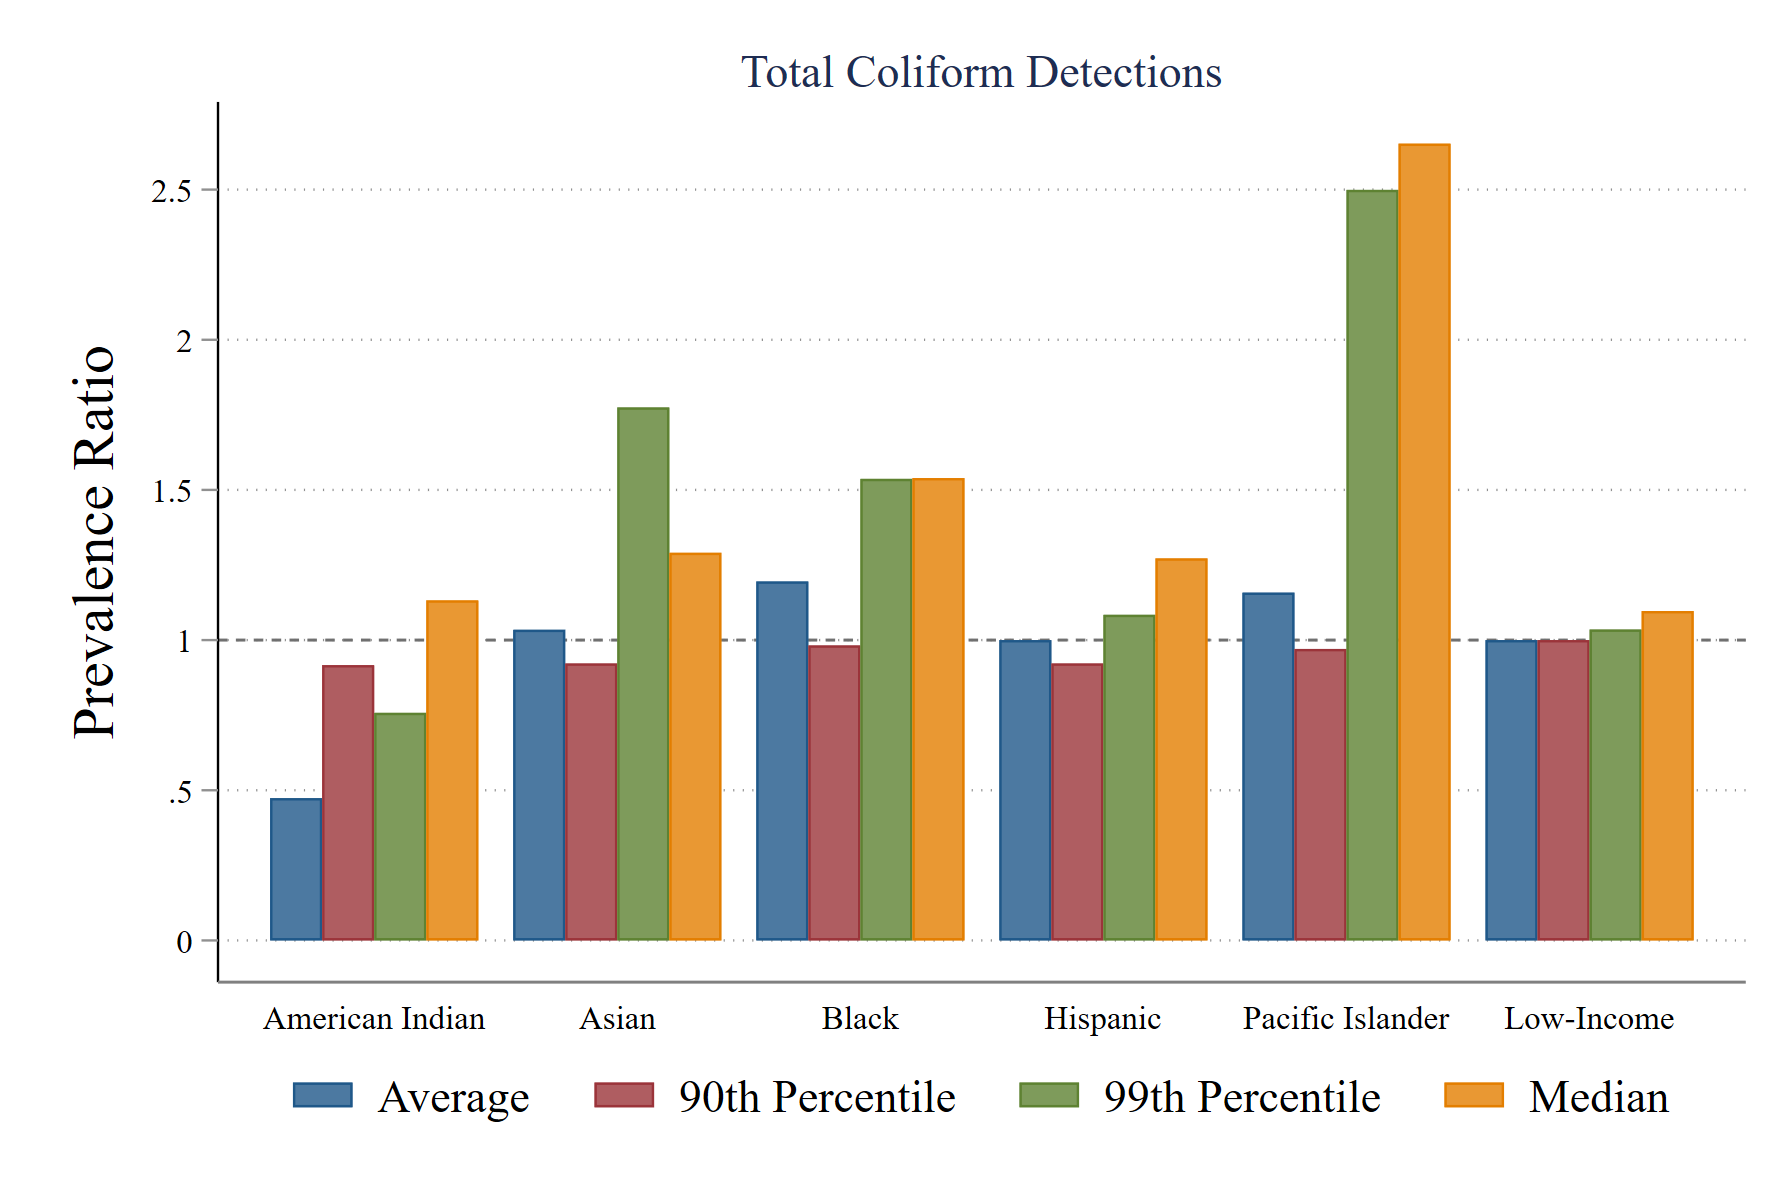 Total Coliform Detections
Prevalence Ratio
2.5
2
1.5
1
.5
0
American Indian Asian Black Hispanic Pacific Islander Low-Income
Average 90th Percentile 99th Percentile Median